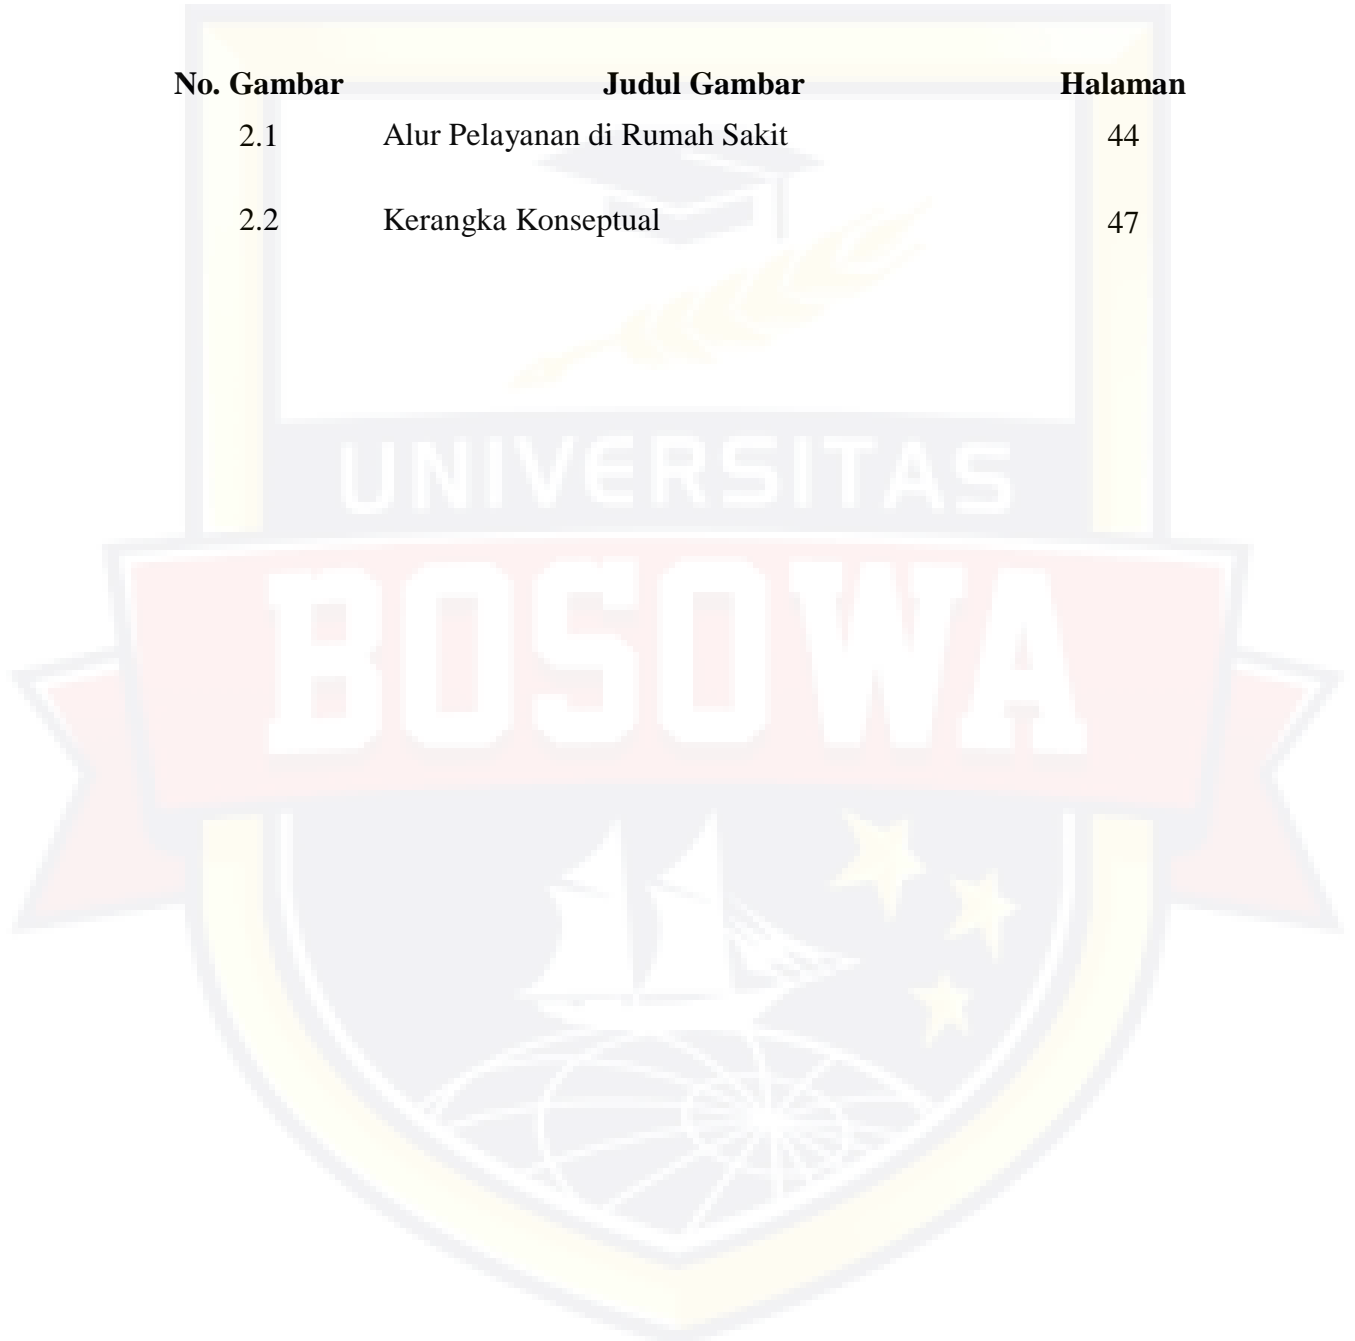 No. Gambar Judul Gambar Halaman
2.1 Alur Pelayanan di Rumah Sakit 44
2.2 Kerangka Konseptual 47
UNIVERSITAS
BOSOWA